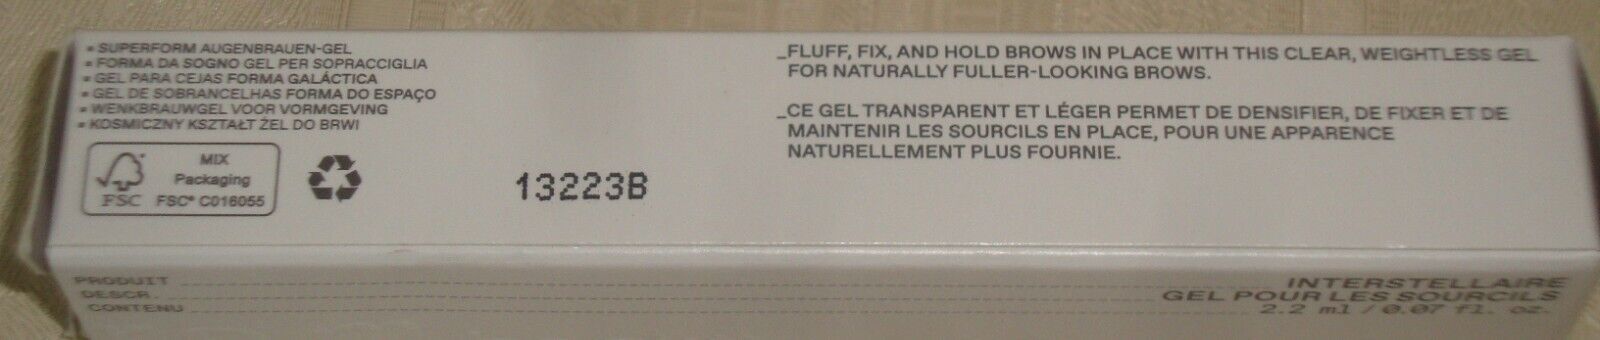 ▪ SUPERFORM AUGENBRAUEN-GEL
▪ FORMA DA SOGNO GEL PER SOPRACCIGLIA
▪ GEL PARA CEJAS FORMA GALÁCTICA
▪ GEL DE SOBRANCELHAS FORMA DO ESPAÇO
▪ WENKBRAUWGEL VOOR VORMGEVING
▪ KOSMICZNY KSZTAŁT ŻEL DO BRWI
FSC
MIX
Packaging
FSC® C016055
13223B
_FLUFF, FIX, AND HOLD BROWS IN PLACE WITH THIS CLEAR, WEIGHTLESS GEL
FOR NATURALLY FULLER-LOOKING BROWS.
_CE GEL TRANSPARENT ET LÉGER PERMET DE DENSIFIER, DE FIXER ET DE
MAINTENIR LES SOURCILS EN PLACE, POUR UNE APPARENCE
NATURELLEMENT PLUS FOURNIE.
PRODUIT INTERSTELLAIRE
DESCR. GEL POUR LES SOURCILS
CONTENU 2.2 ml / 0.07 fl. oz.